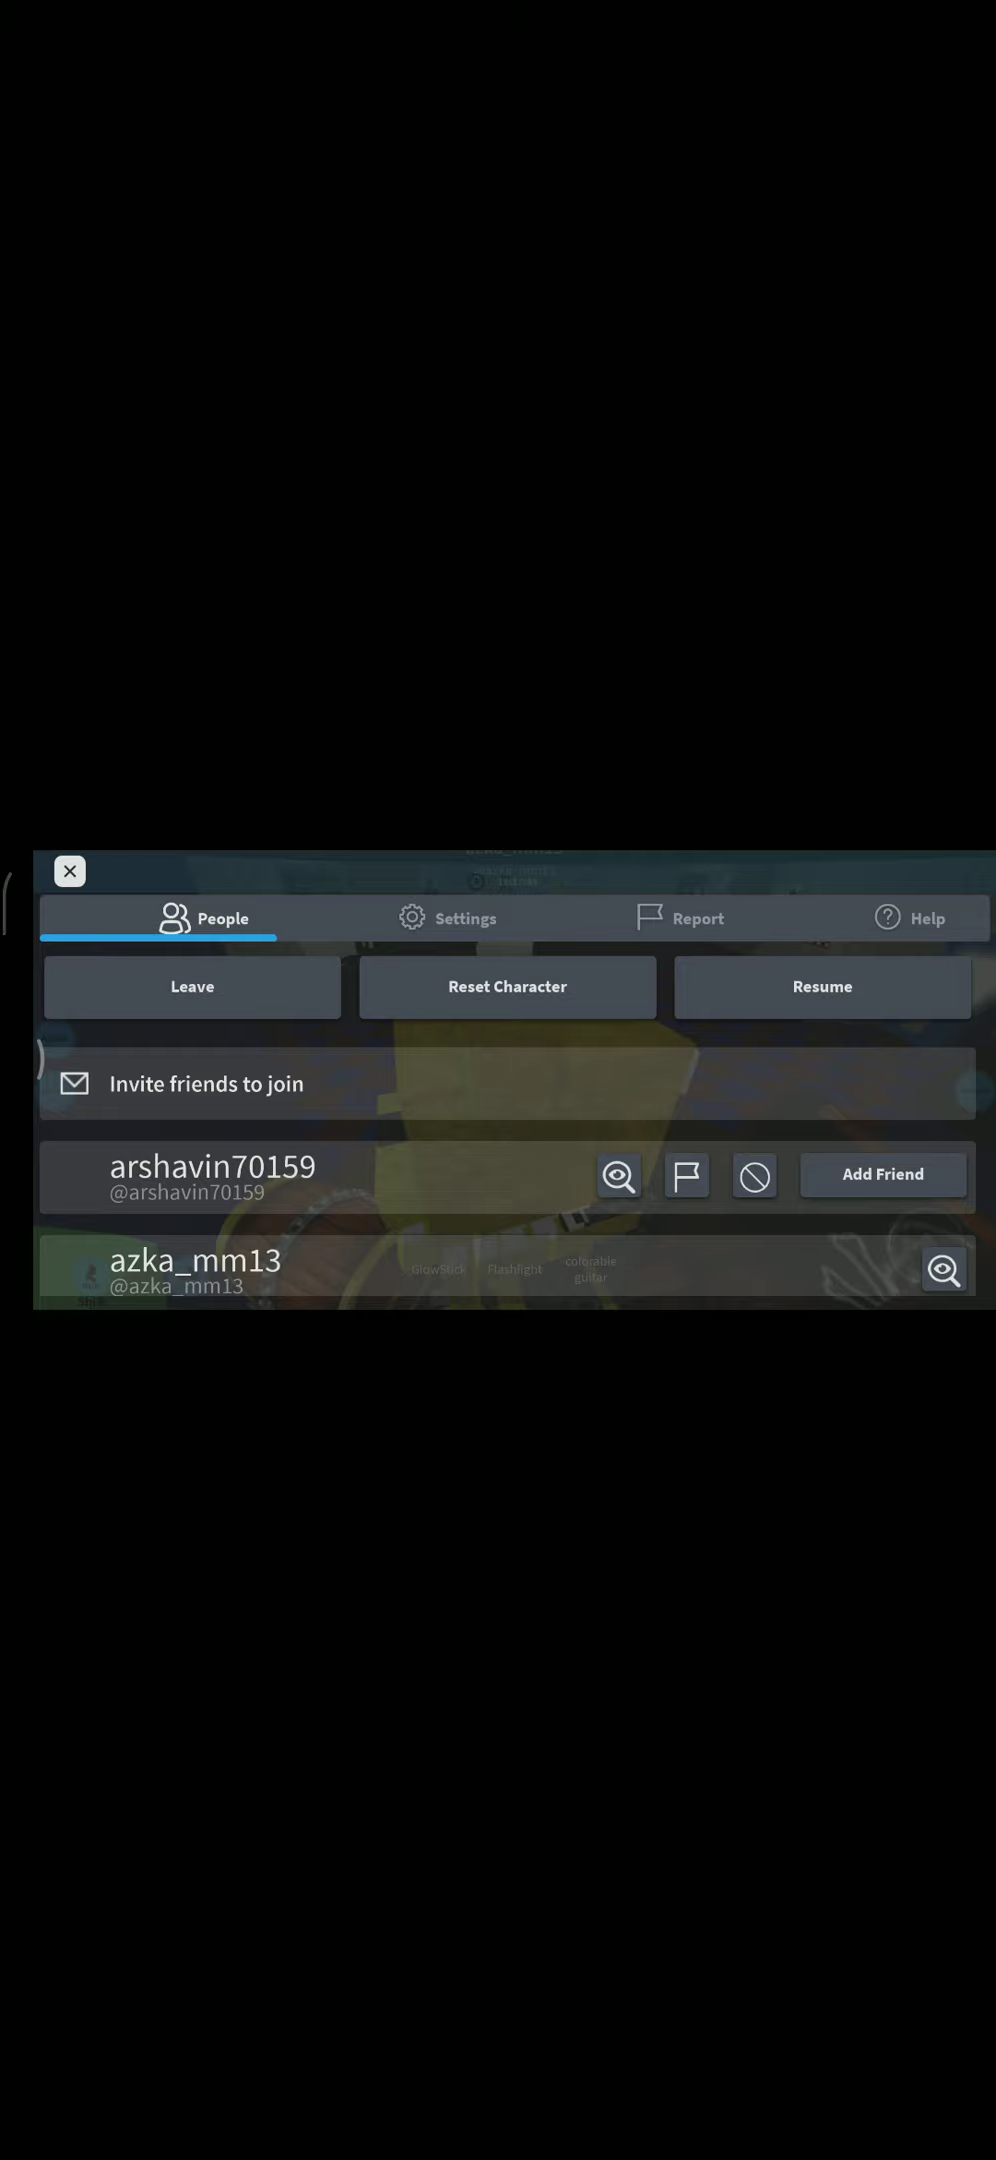 People
Settings
Report
Help
Leave
Reset Character
Resume
Invite friends to join
arshavin70159
@arshavin70159
Add Friend
azka_mm13
@azka_mm13
GlowStick
Flashlight
colorable
guitar